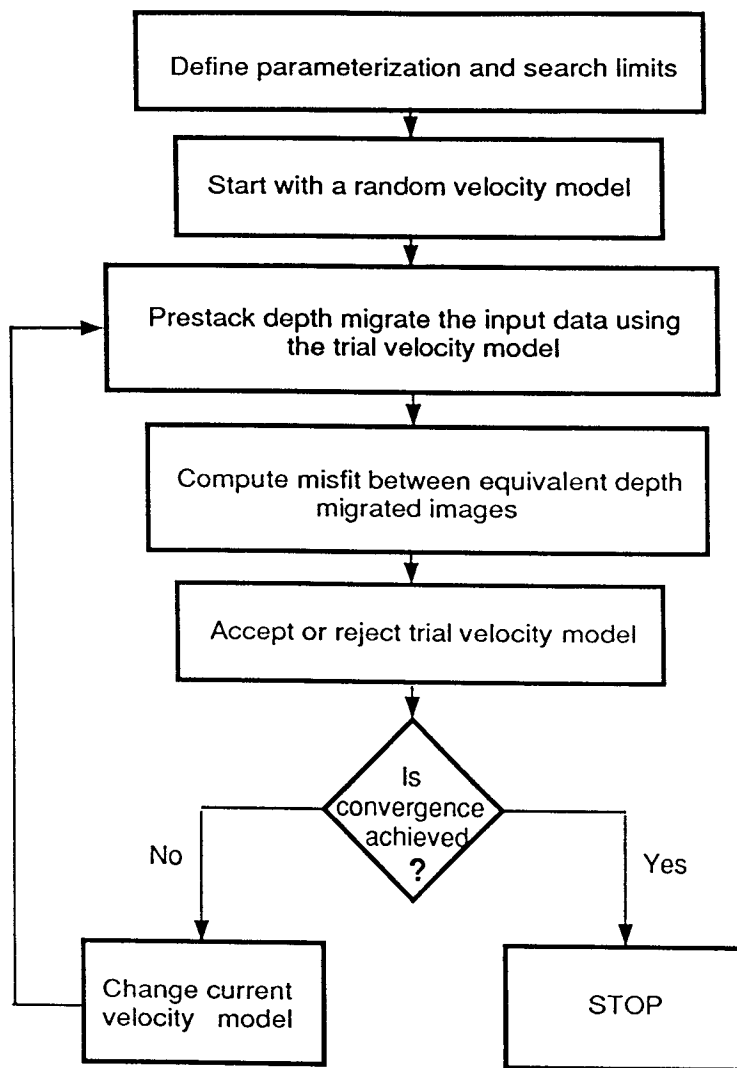 Define parameterization and search limits
Start with a random velocity model
Prestack depth migrate the input data using
the trial velocity model
Compute misfit between equivalent depth
migrated images
Accept or reject trial velocity model
Is
convergence
achieved
?
No
Yes
Change current
velocity model
STOP